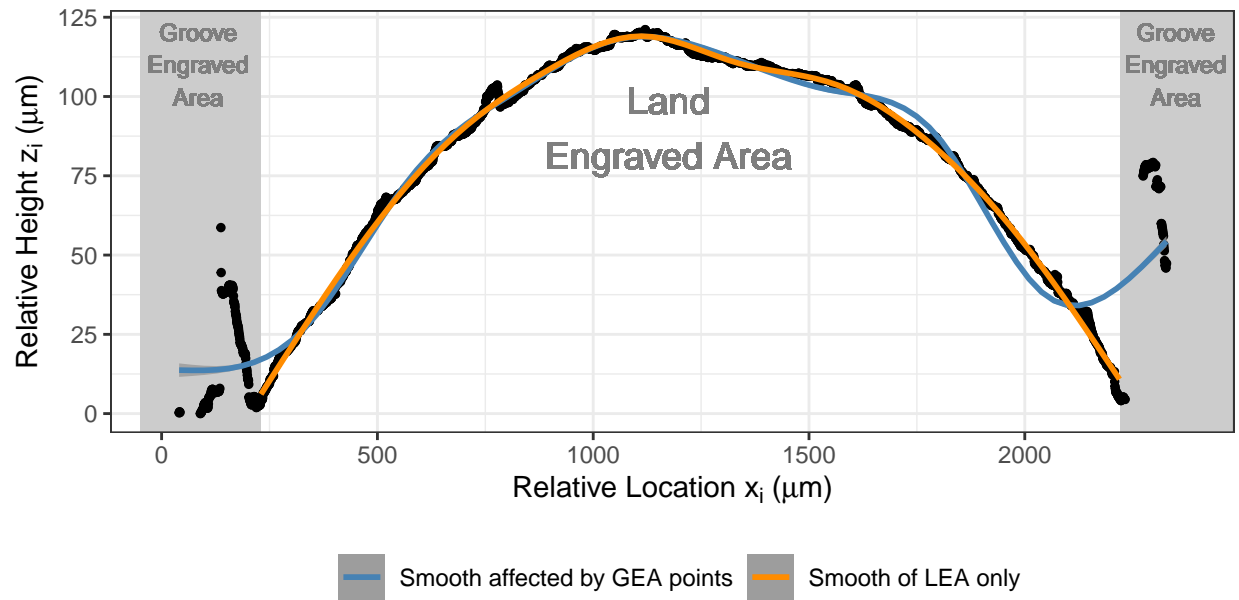 125
100
75
50
25
0
Relative Height zᵢ (μm)
Groove
Engraved
Area
Land
Engraved Area
Groove
Engraved
Area
0 500 1000 1500 2000
Relative Location xᵢ (μm)
Smooth affected by GEA points Smooth of LEA only